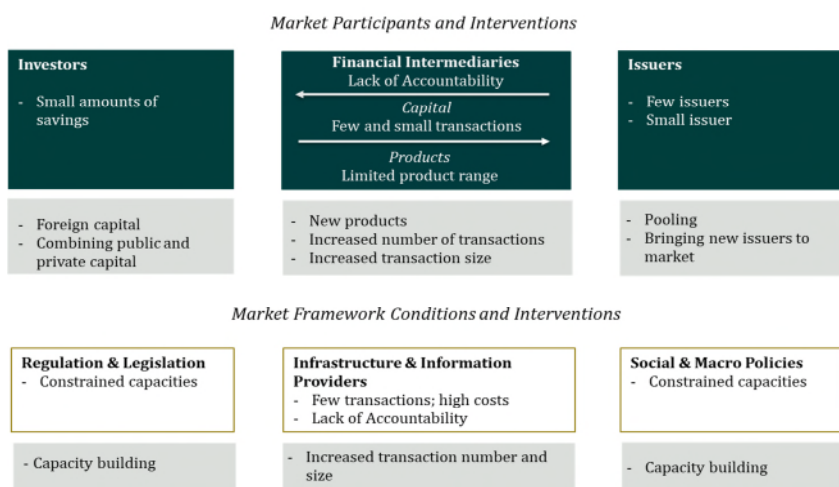 Market Participants and Interventions
Investors
- Small amounts of
savings
Financial Intermediaries
Lack of Accountability
Capital
Few and small transactions
Products
Limited product range
Issuers
- Few issuers
- Small issuer
- Foreign capital
- Combining public and
private capital
- New products
- Increased number of transactions
- Increased transaction size
- Pooling
- Bringing new issuers to
market
Market Framework Conditions and Interventions
Regulation & Legislation
- Constrained capacities
Infrastructure & Information
Providers
- Few transactions; high costs
- Lack of Accountability
Social & Macro Policies
- Constrained capacities
- Capacity building
- Increased transaction number and
size
- Capacity building